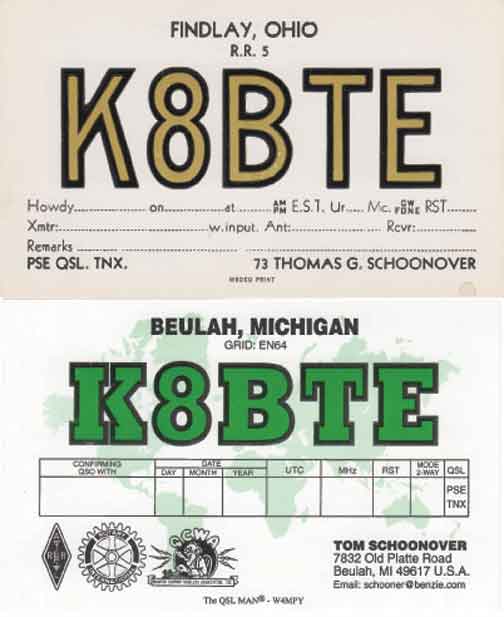 FINDLAY, OHIO
R.R. 5
K8BTE
Howdy.......... on.......... at.......... AM PM E.S.T. Ur..... Mc. CW FONE RST........
Xmtr:.......... w.input. Ant:.......... Rcvr:..........
Remarks ..........
PSE QSL. TNX. 73 THOMAS G. SCHOONOVER
BEULAH, MICHIGAN
GRID: EN64
K8BTE
CONFIRMING QSO WITH DATE DAY MONTH YEAR UTC MHz RST MODE 2-WAY QSL
PSE
TNX
QCWA
TOM SCHOONOVER
7832 Old Platte Road
Beulah, MI 49617 U.S.A.
Email: schooner@benzie.com
The QSL MAN® - W4MPY